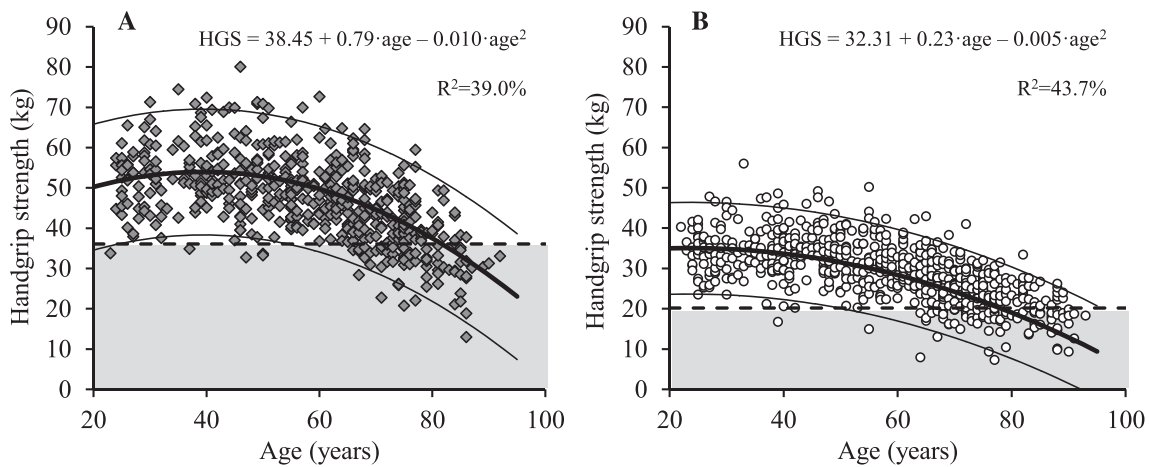 A
HGS = 38.45 + 0.79·age – 0.010·age²
R²=39.0%
90
80
70
60
50
40
30
20
10
0
Handgrip strength (kg)
20 40 60 80 100
Age (years)
B
HGS = 32.31 + 0.23·age – 0.005·age²
R²=43.7%
90
80
70
60
50
40
30
20
10
0
Handgrip strength (kg)
20 40 60 80 100
Age (years)